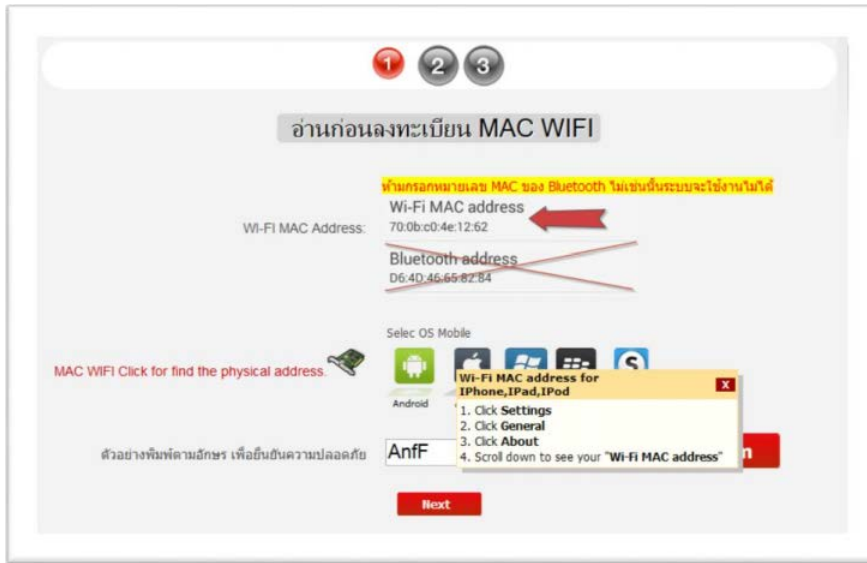 1 2 3
อ่านก่อนลงทะเบียน MAC WIFI
ห้ามกรอกหมายเลข MAC ของ Bluetooth ไม่เช่นนั้นระบบจะใช้งานไม่ได้
Wi-Fi MAC address
WI-FI MAC Address:
70:0b:c0:4e:12:62
Bluetooth address
D6:4D:46:65:82:84
Selec OS Mobile
MAC WIFI Click for find the physical address.
S
Android
Wi-Fi MAC address for
IPhone,IPad,IPod
X
1. Click Settings
2. Click General
3. Click About
4. Scroll down to see your "Wi-Fi MAC address"
ตัวอย่างพิมพ์ตามอักษร เพื่อยืนยันความปลอดภัย
AnfF
Next